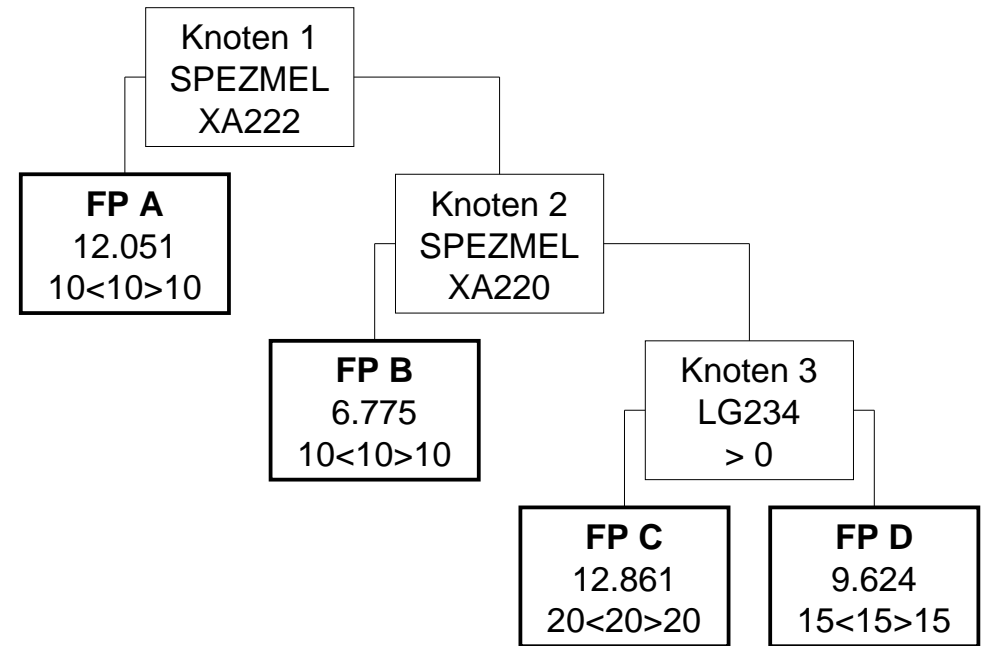 Knoten 1
SPEZMEL
XA222
FP A
12.051
10<10>10
Knoten 2
SPEZMEL
XA220
FP B
6.775
10<10>10
Knoten 3
LG234
> 0
FP C
12.861
20<20>20
FP D
9.624
15<15>15